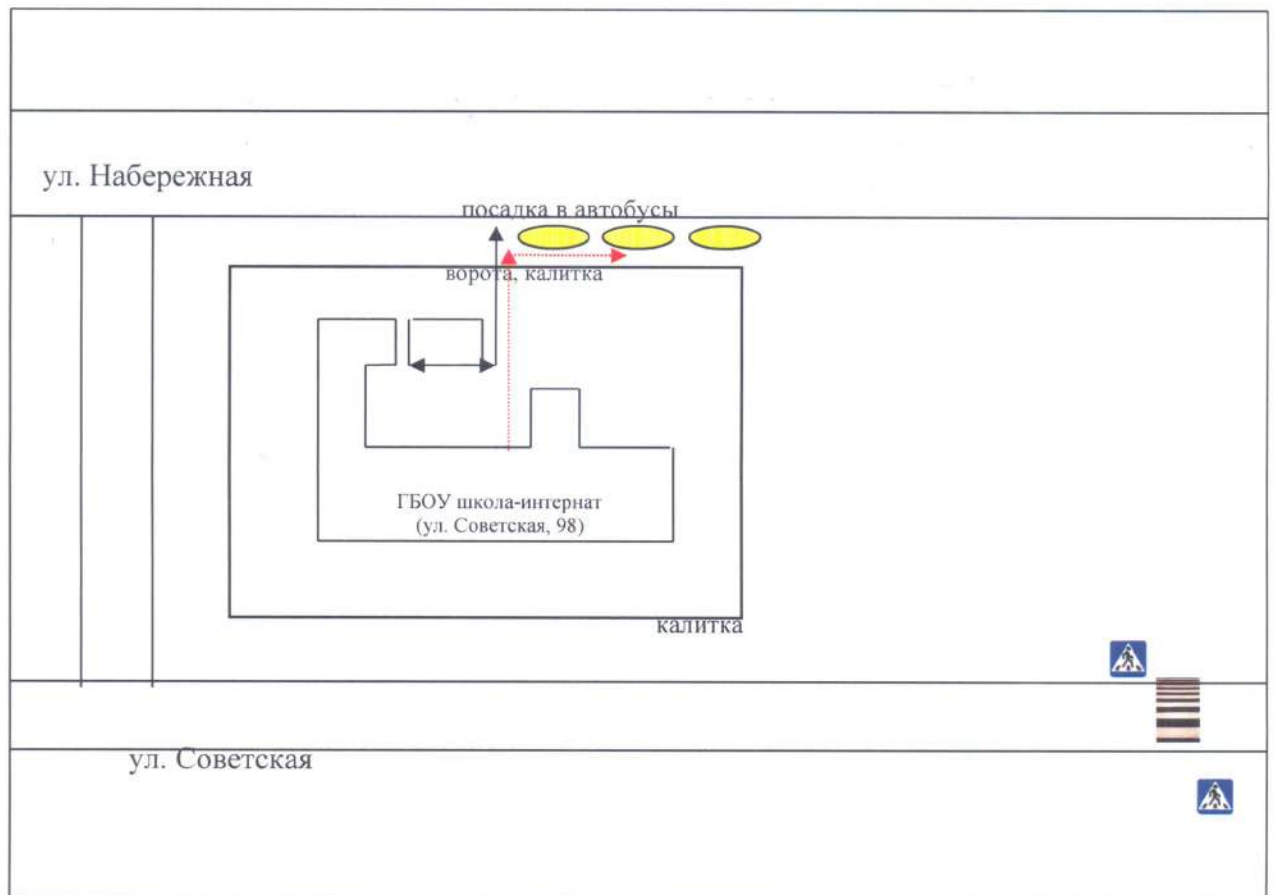 ул. Набережная
посадка в автобусы
ворота, калитка
ГБОУ школа-интернат
(ул. Советская, 98)
калитка
ул. Советская